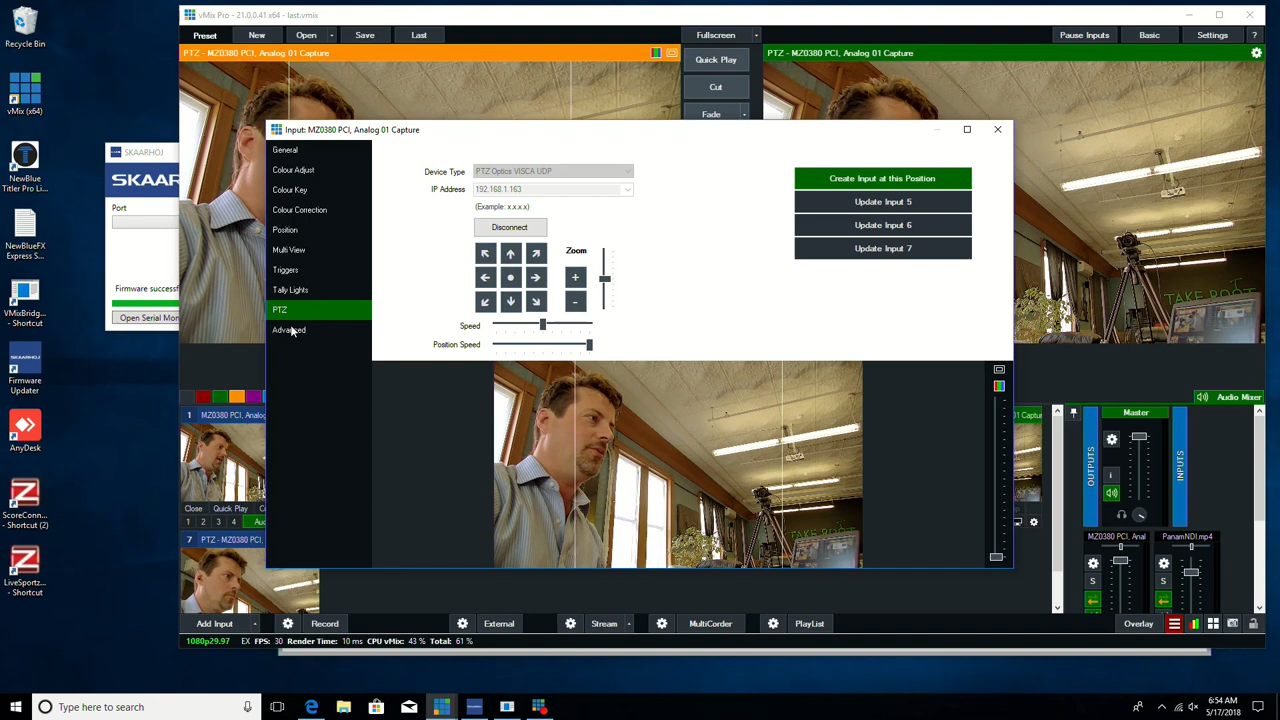 Recycle Bin
vMix (x64)
NewBlue
Titler Pro Li...
NewBlueFX
Express S...
VMixBridg...
- Shortcut
Firmware
Updater
AnyDesk
ScoreConn...
- Shortcut (2)
LiveSportz...
- Shortcut
SKAARHOJ
SKAAR
Port
Firmware successf
Open Serial Mon
vMix Pro - 21.0.0.41 x64 - last.vmix
Preset
New
Open
Save
Last
Fullscreen
Pause Inputs
Basic
Settings
?
PTZ - MZ0380 PCI, Analog 01 Capture
Quick Play
Cut
Fade
PTZ - MZ0380 PCI, Analog 01 Capture
TAKE ROOT
Input: MZ0380 PCI, Analog 01 Capture
General
Colour Adjust
Colour Key
Colour Correction
Position
Multi View
Triggers
Tally Lights
PTZ
Advanced
Device Type
PTZ Optics VISCA UDP
IP Address
192.168.1.163
(Example: x.x.x.x)
Disconnect
Zoom
+
-
Speed
Position Speed
Create Input at this Position
Update Input 5
Update Input 6
Update Input 7
TAKE ROOT
1 MZ0380 PCI, Analog
01 Captur
Close Quick Play
1 2 3 4
7 PTZ - MZ0380 PCI, A
Audio Mixer
OUTPUTS
Master
INPUTS
i
MZ0380 PCI, Anal
PanamNDI.mp4
S
S
Add Input
Record
External
Stream
MultiCorder
PlayList
Overlay
1080p29.97 EX FPS: 30 Render Time: 10 ms CPU vMix: 43 % Total: 61 %
Type here to search
6:54 AM
5/17/2018